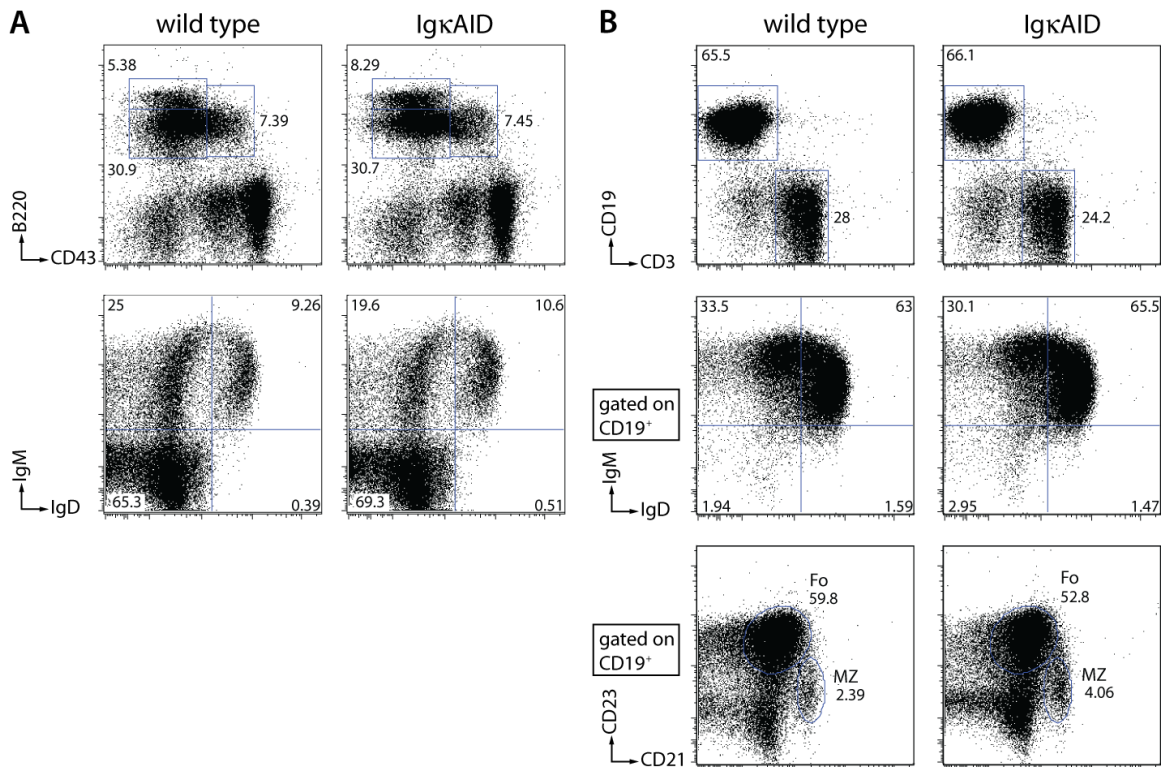 A
wild type
IgκAID
B
wild type
IgκAID
5.38
7.39
30.9
8.29
7.45
30.7
B220
CD43
65.5
28
66.1
24.2
CD19
CD3
25
9.26
65.3
0.39
19.6
10.6
69.3
0.51
IgM
IgD
33.5
63
1.94
1.59
30.1
65.5
2.95
1.47
gated on
CD19⁺
IgM
IgD
Fo
59.8
MZ
2.39
Fo
52.8
MZ
4.06
gated on
CD19⁺
CD23
CD21